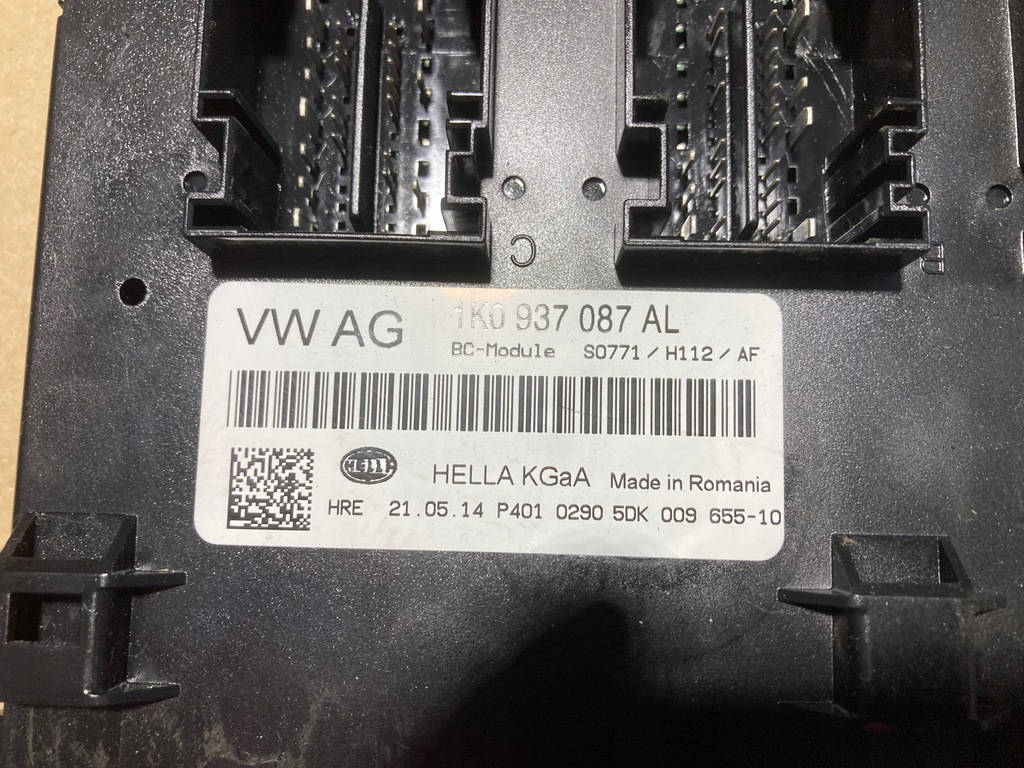 C
VW AG
1K0 937 087 AL
BC-Module S0771 / H112 / AF
HELLA
HELLA KGaA Made in Romania
HRE 21.05.14 P401 0290 5DK 009 655-10